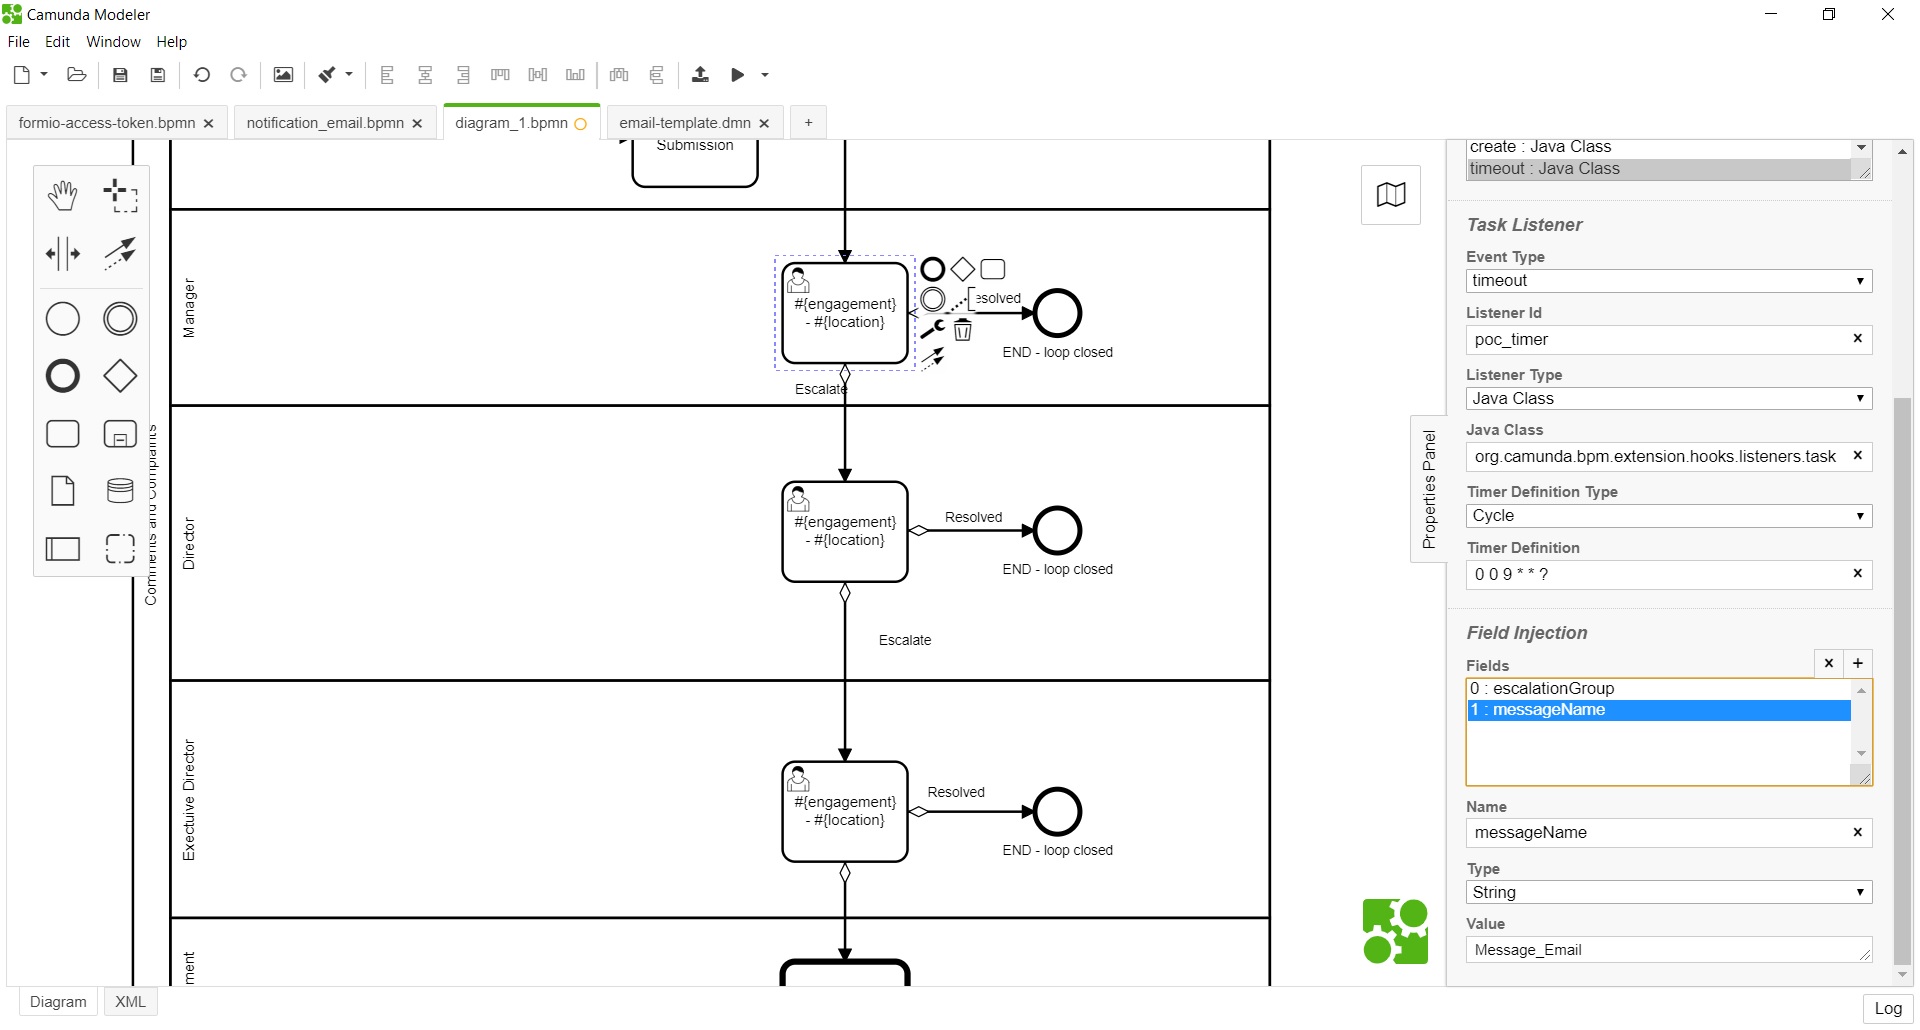 Camunda Modeler
File Edit Window Help
formio-access-token.bpmn × notification_email.bpmn × diagram_1.bpmn email-template.dmn × +
Submission
Comments and Complaints
Manager
#{engagement}
- #{location}
esolved
END - loop closed
Escalate
Director
#{engagement}
- #{location}
Resolved
END - loop closed
Escalate
Exectuive Director
#{engagement}
- #{location}
Resolved
END - loop closed
ment
Properties Panel
create : Java Class
timeout : Java Class
Task Listener
Event Type
timeout
Listener Id
poc_timer
Listener Type
Java Class
Java Class
org.camunda.bpm.extension.hooks.listeners.task
Timer Definition Type
Cycle
Timer Definition
0 0 9 * * ?
Field Injection
Fields
0 : escalationGroup
1 : messageName
Name
messageName
Type
String
Value
Message_Email
Diagram XML
Log